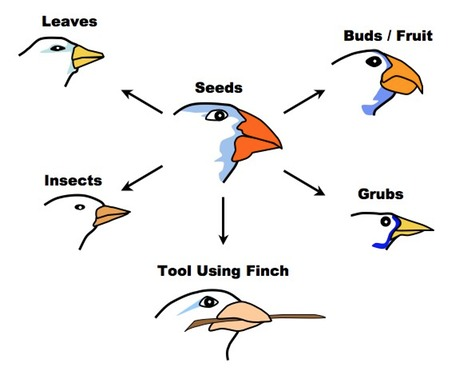 Leaves
Buds / Fruit
Seeds
Insects
Grubs
Tool Using Finch